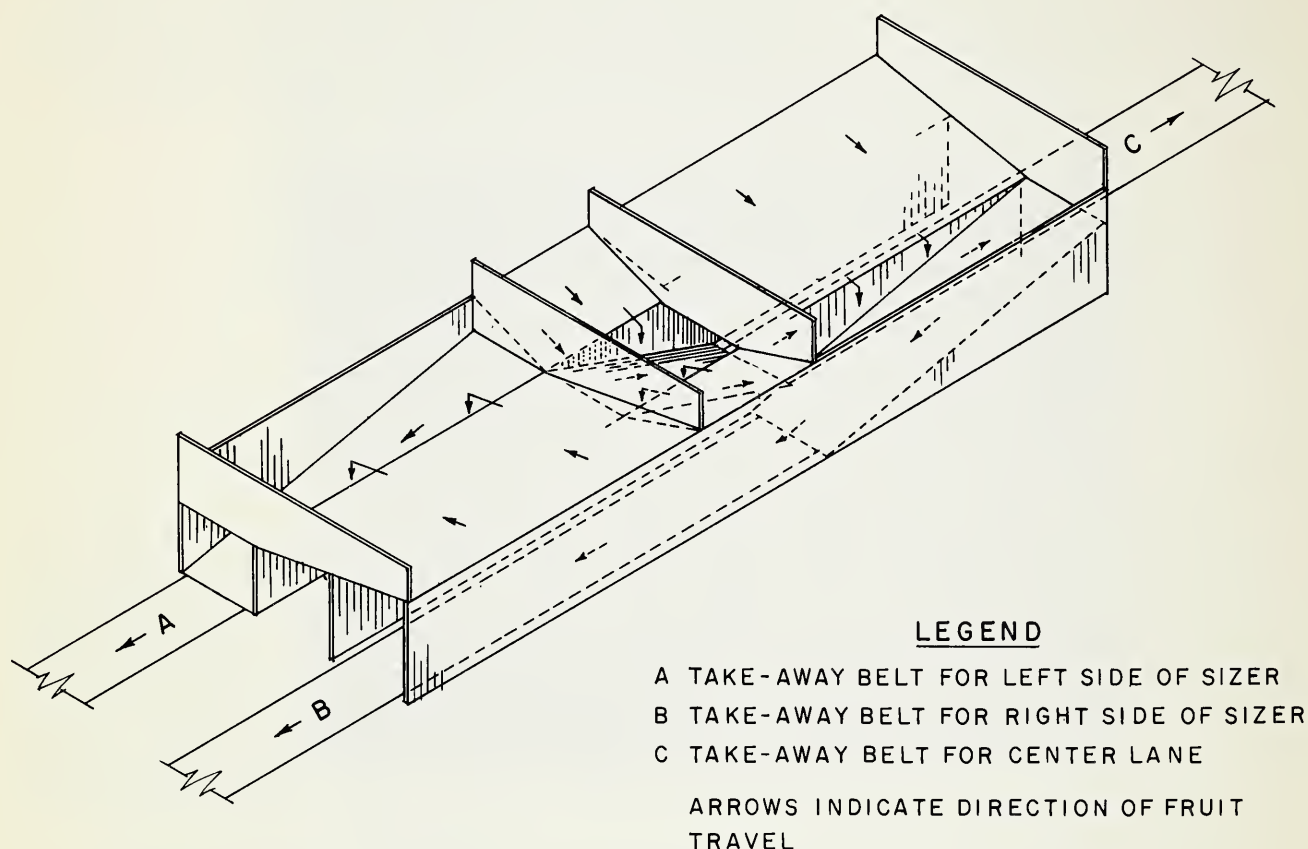 C
A
B
LEGEND
A TAKE-AWAY BELT FOR LEFT SIDE OF SIZER
B TAKE-AWAY BELT FOR RIGHT SIDE OF SIZER
C TAKE-AWAY BELT FOR CENTER LANE
ARROWS INDICATE DIRECTION OF FRUIT
TRAVEL